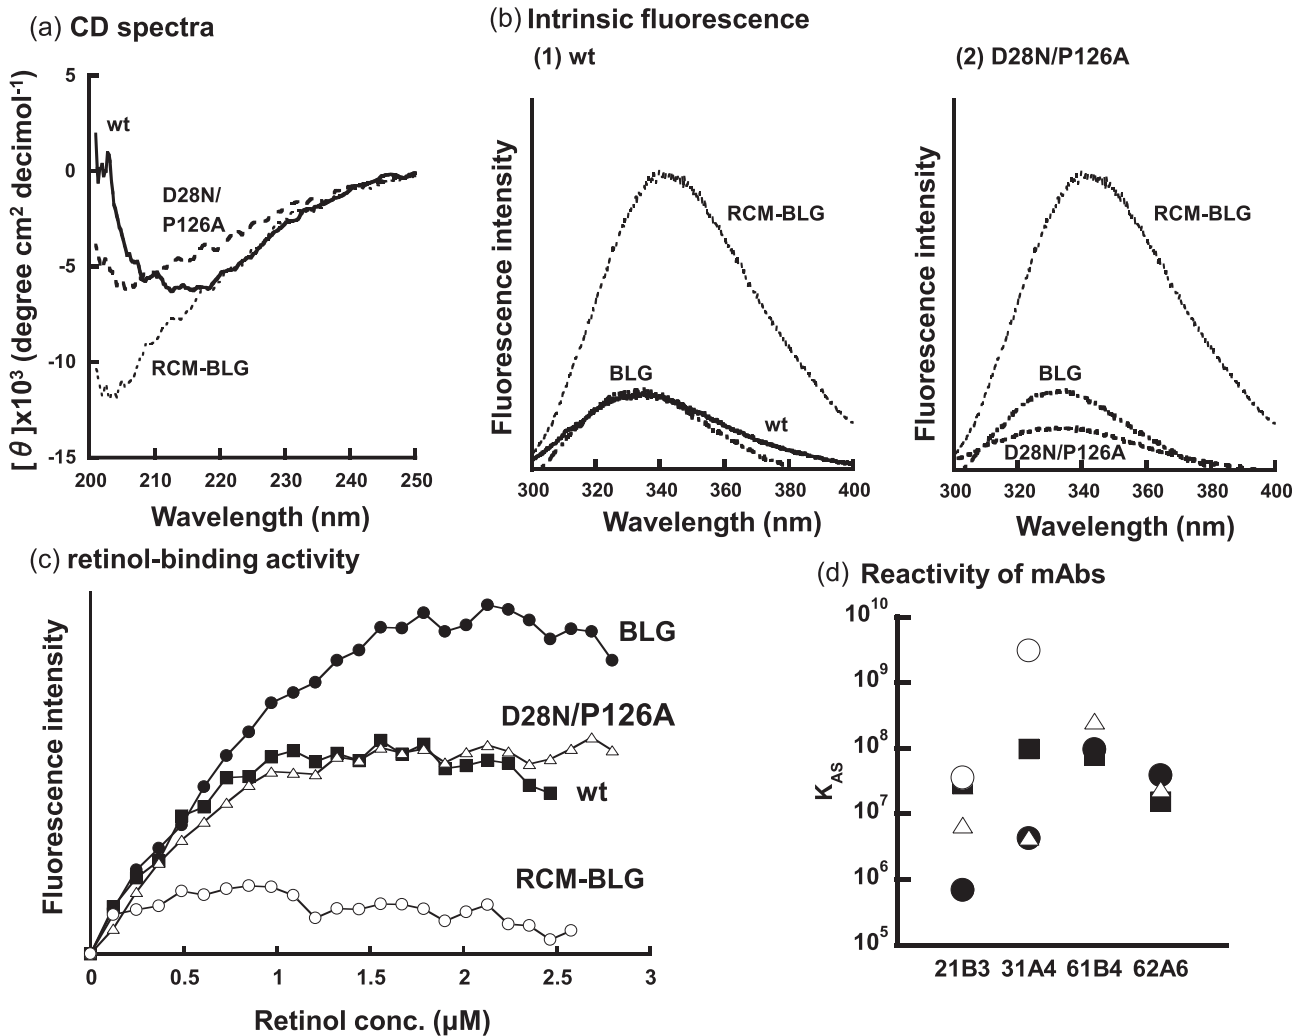 (a) CD spectra
[θ]x10³ (degree cm² decimol⁻¹)
5
0
-5
-10
-15
wt
D28N/
P126A
RCM-BLG
200 210 220 230 240 250
Wavelength (nm)
(b) Intrinsic fluorescence
(1) wt
Fluorescence intensity
RCM-BLG
BLG
wt
300 320 340 360 380 400
Wavelength (nm)
(2) D28N/P126A
Fluorescence intensity
RCM-BLG
BLG
D28N/P126A
300 320 340 360 380 400
Wavelength (nm)
(c) retinol-binding activity
Fluorescence intensity
BLG
D28N/P126A
wt
RCM-BLG
0 0.5 1 1.5 2 2.5 3
Retinol conc. (µM)
(d) Reactivity of mAbs
K_AS
10¹⁰
10⁹
10⁸
10⁷
10⁶
10⁵
21B3 31A4 61B4 62A6